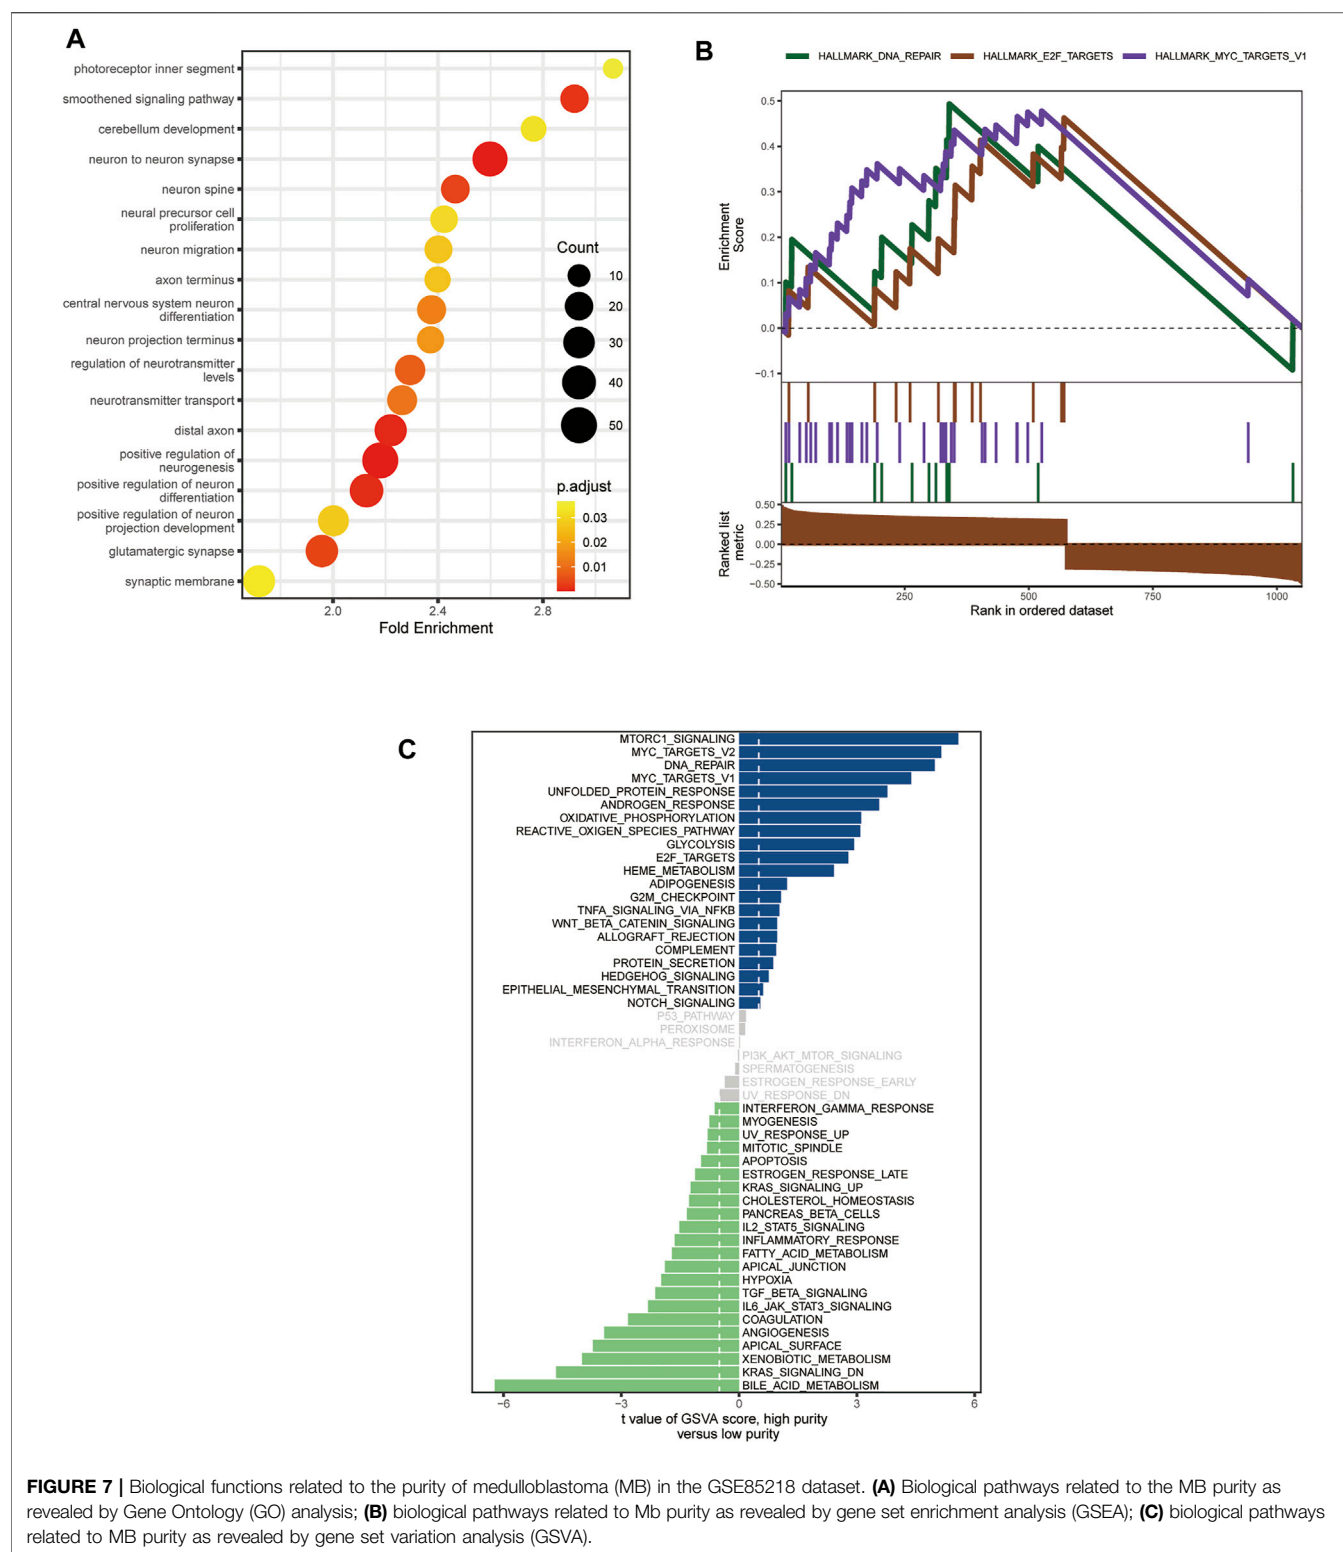 A
photoreceptor inner segment
smoothened signaling pathway
cerebellum development
neuron to neuron synapse
neuron spine
neural precursor cell
proliferation
neuron migration
axon terminus
central nervous system neuron
differentiation
neuron projection terminus
regulation of neurotransmitter
levels
neurotransmitter transport
distal axon
positive regulation of
neurogenesis
positive regulation of neuron
differentiation
positive regulation of neuron
projection development
glutamatergic synapse
synaptic membrane
2.0 2.4 2.8
Fold Enrichment
Count
10
20
30
40
50
p.adjust
0.03
0.02
0.01
B
HALLMARK_DNA_REPAIR HALLMARK_E2F_TARGETS HALLMARK_MYC_TARGETS_V1
0.5
0.4
0.3
0.2
0.1
0.0
−0.1
Enrichment
Score
0.50
0.25
0.00
−0.25
−0.50
Ranked list
metric
250 500 750 1000
Rank in ordered dataset
C
MTORC1_SIGNALING
MYC_TARGETS_V2
DNA_REPAIR
MYC_TARGETS_V1
UNFOLDED_PROTEIN_RESPONSE
ANDROGEN_RESPONSE
OXIDATIVE_PHOSPHORYLATION
REACTIVE_OXIGEN_SPECIES_PATHWAY
GLYCOLYSIS
E2F_TARGETS
HEME_METABOLISM
ADIPOGENESIS
G2M_CHECKPOINT
TNFA_SIGNALING_VIA_NFKB
WNT_BETA_CATENIN_SIGNALING
ALLOGRAFT_REJECTION
COMPLEMENT
PROTEIN_SECRETION
HEDGEHOG_SIGNALING
EPITHELIAL_MESENCHYMAL_TRANSITION
NOTCH_SIGNALING
P53_PATHWAY
PEROXISOME
INTERFERON_ALPHA_RESPONSE
PI3K_AKT_MTOR_SIGNALING
SPERMATOGENESIS
ESTROGEN_RESPONSE_EARLY
UV_RESPONSE_DN
INTERFERON_GAMMA_RESPONSE
MYOGENESIS
UV_RESPONSE_UP
MITOTIC_SPINDLE
APOPTOSIS
ESTROGEN_RESPONSE_LATE
KRAS_SIGNALING_UP
CHOLESTEROL_HOMEOSTASIS
PANCREAS_BETA_CELLS
IL2_STAT5_SIGNALING
INFLAMMATORY_RESPONSE
FATTY_ACID_METABOLISM
APICAL_JUNCTION
HYPOXIA
TGF_BETA_SIGNALING
IL6_JAK_STAT3_SIGNALING
COAGULATION
ANGIOGENESIS
APICAL_SURFACE
XENOBIOTIC_METABOLISM
KRAS_SIGNALING_DN
BILE_ACID_METABOLISM
−6 −3 0 3 6
t value of GSVA score, high purity
versus low purity
FIGURE 7 | Biological functions related to the purity of medulloblastoma (MB) in the GSE85218 dataset. (A) Biological pathways related to the MB purity as
revealed by Gene Ontology (GO) analysis; (B) biological pathways related to Mb purity as revealed by gene set enrichment analysis (GSEA); (C) biological pathways
related to MB purity as revealed by gene set variation analysis (GSVA).